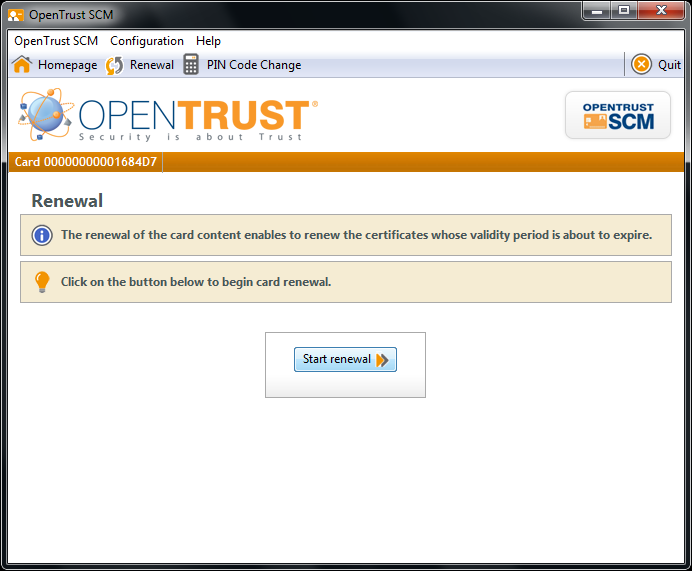 OpenTrust SCM
OpenTrust SCM Configuration Help
Homepage Renewal PIN Code Change Quit
OPENTRUST®
Security is about Trust
OPENTRUST
SCM
Card 00000000001684D7
Renewal
The renewal of the card content enables to renew the certificates whose validity period is about to expire.
Click on the button below to begin card renewal.
Start renewal